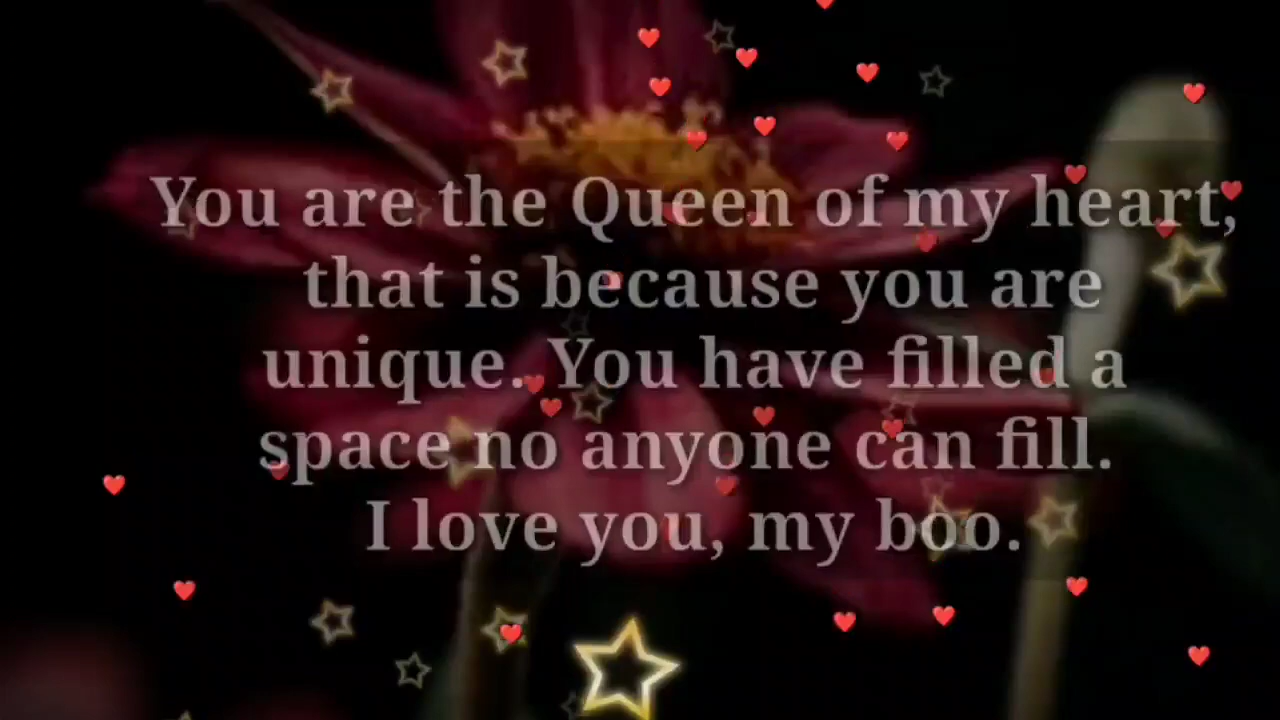 You are the Queen of my heart,
that is because you are
unique. You have filled a
space no anyone can fill.
I love you, my boo.